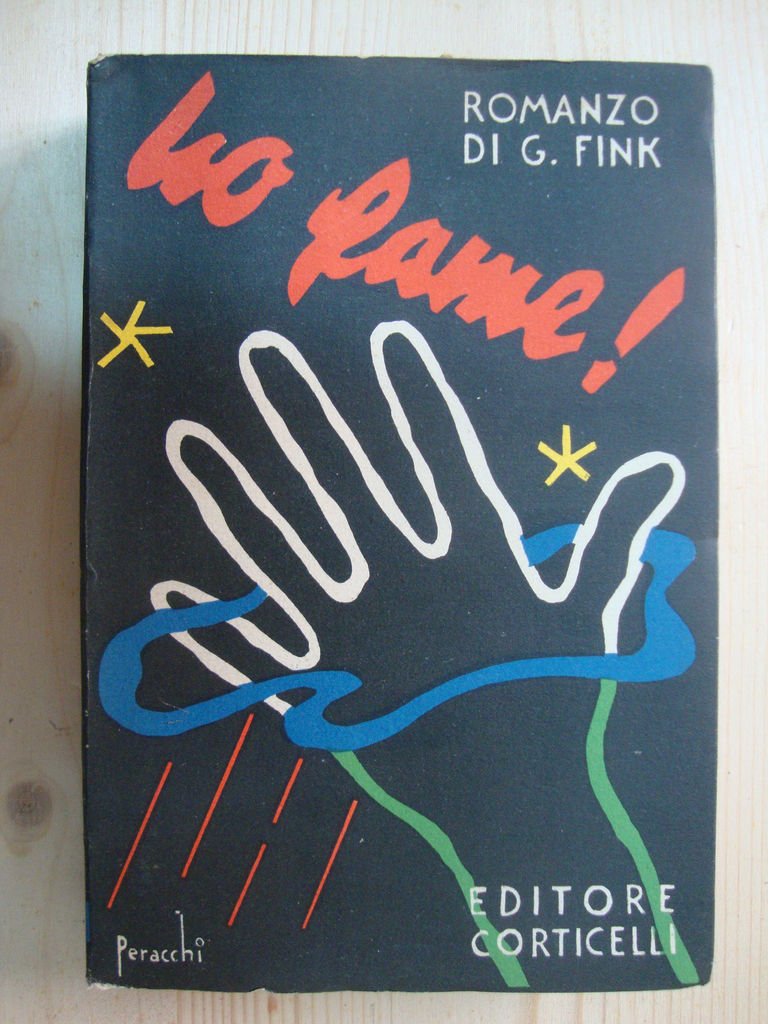 ho fame!
ROMANZO
DI G. FINK
EDITORE
CORTICELLI
Peracchi